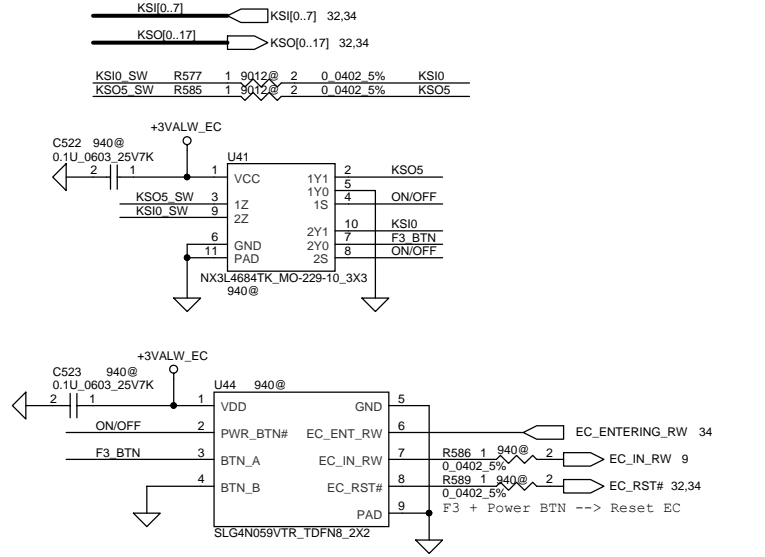 KSI[0..7] KSI[0..7] 32,34
KSO[0..17] KSO[0..17] 32,34
KSI0_SW R577 1 9012@ 2 0_0402_5% KSI0
KSO5_SW R585 1 9012@ 2 0_0402_5% KSO5
+3VALW_EC
C522 940@
0.1U_0603_25V7K
2 1
U41
1 VCC 1Y1 2 KSO5
1Y0 5
KSO5_SW 3 1Z 1S 4 ON/OFF
KSI0_SW 9 2Z
2Y1 10 KSI0
6 GND 2Y0 7 F3_BTN
11 PAD 2S 8 ON/OFF
NX3L4684TK_MO-229-10_3X3
940@
+3VALW_EC
C523 940@
0.1U_0603_25V7K
2 1
U44 940@
1 VDD GND 5
ON/OFF 2 PWR_BTN# EC_ENT_RW 6 EC_ENTERING_RW 34
F3_BTN 3 BTN_A EC_IN_RW 7 R586 1 940@ 2 EC_IN_RW 9
0_0402_5%
4 BTN_B EC_RST# 8 R589 1 940@ 2 EC_RST# 32,34
0_0402_5%
PAD 9 F3 + Power BTN --> Reset EC
SLG4N059VTR_TDFN8_2X2